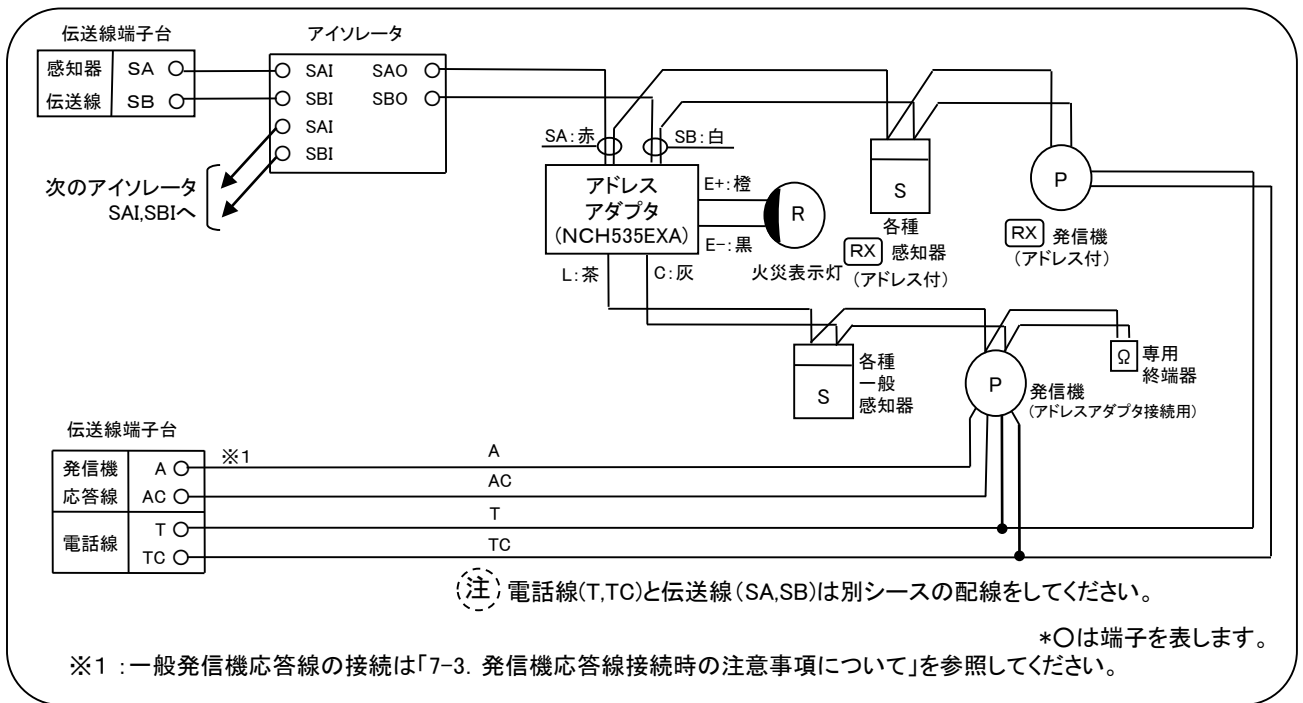 伝送線端子台
アイソレータ
感知器 SA
伝送線 SB
SAI SAO
SBI SBO
SAI
SBI
次のアイソレータ
SAI,SBIへ
SA:赤
SB:白
アドレス
アダプタ
(NCH535EXA)
E+:橙
E-:黒
R
火災表示灯
L:茶
C:灰
S
各種
RX 感知器
(アドレス付)
P
RX 発信機
(アドレス付)
S
各種
一般
感知器
P
発信機
(アドレスアダプタ接続用)
Ω
専用
終端器
伝送線端子台
発信機 A
応答線 AC
電話線
T
TC
※1
A
AC
T
TC
注 電話線(T,TC)と伝送線(SA,SB)は別シースの配線をしてください。
*○は端子を表します。
※1 :一般発信機応答線の接続は「7-3. 発信機応答線接続時の注意事項について」を参照してください。